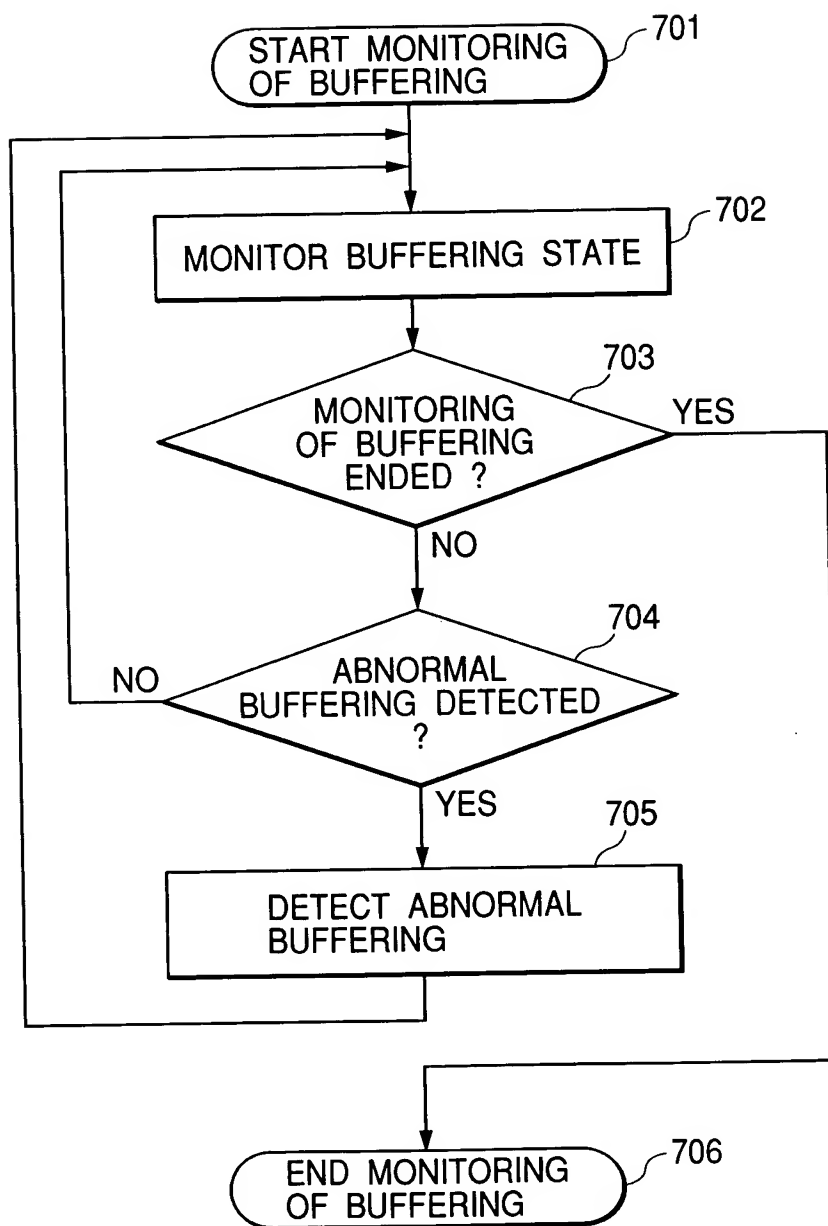 START MONITORING
OF BUFFERING
701
MONITOR BUFFERING STATE
702
703
MONITORING
OF BUFFERING
ENDED ?
YES
NO
704
ABNORMAL
BUFFERING DETECTED
?
NO
YES
705
DETECT ABNORMAL
BUFFERING
END MONITORING
OF BUFFERING
706